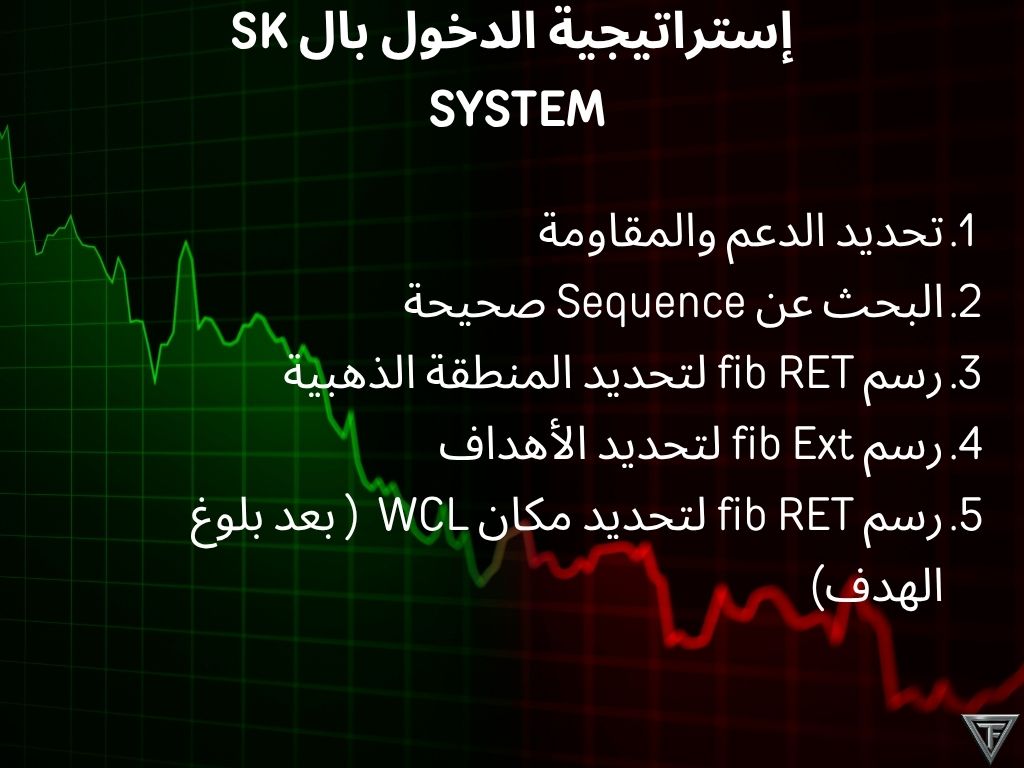 إستراتيجية الدخول بال SK
SYSTEM
1. تحديد الدعم والمقاومة
2. البحث عن Sequence صحيحة
3. رسم fib RET لتحديد المنطقة الذهبية
4. رسم fib Ext لتحديد الأهداف
5. رسم fib RET لتحديد مكان WCL ( بعد بلوغ
الهدف)